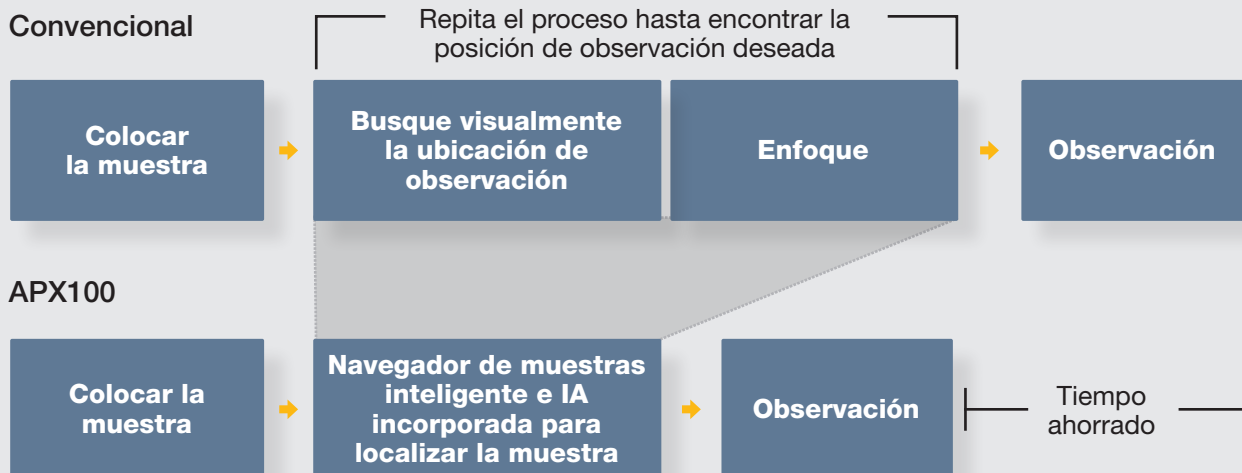 Convencional
Repita el proceso hasta encontrar la
posición de observación deseada
Colocar
la muestra
Busque visualmente
la ubicación de
observación
Enfoque
Observación
APX100
Colocar la
muestra
Navegador de muestras
inteligente e IA
incorporada para
localizar la muestra
Observación
Tiempo
ahorrado